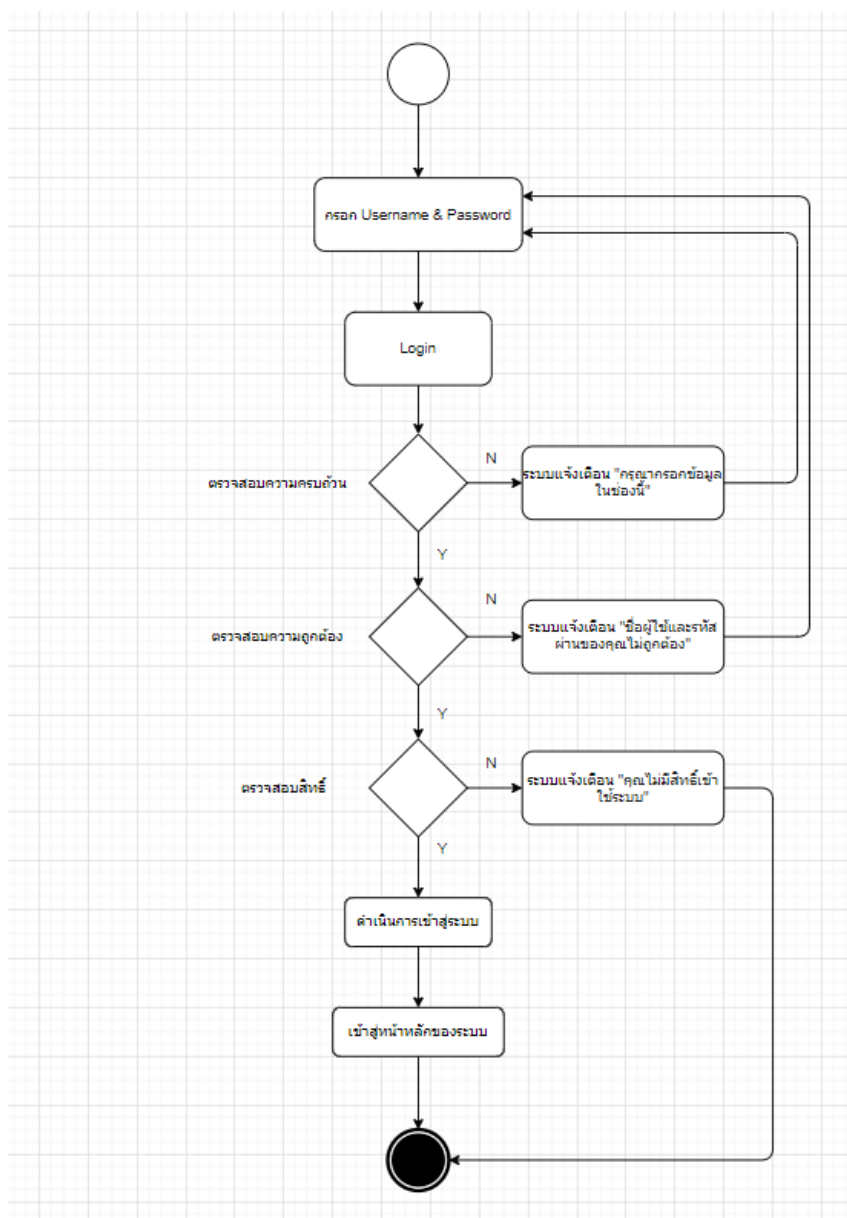 กรอก Username & Password
Login
ตรวจสอบความครบถ้วน
N
ระบบแจ้งเตือน "กรุณากรอกข้อมูล
ในช่องนี้"
Y
ตรวจสอบความถูกต้อง
N
ระบบแจ้งเตือน "ชื่อผู้ใช้และรหัส
ผ่านของคุณไม่ถูกต้อง"
Y
ตรวจสอบสิทธิ์
N
ระบบแจ้งเตือน "คุณไม่มีสิทธิ์เข้า
ใช้ระบบ"
Y
ดำเนินการเข้าสู่ระบบ
เข้าสู่หน้าหลักของระบบ